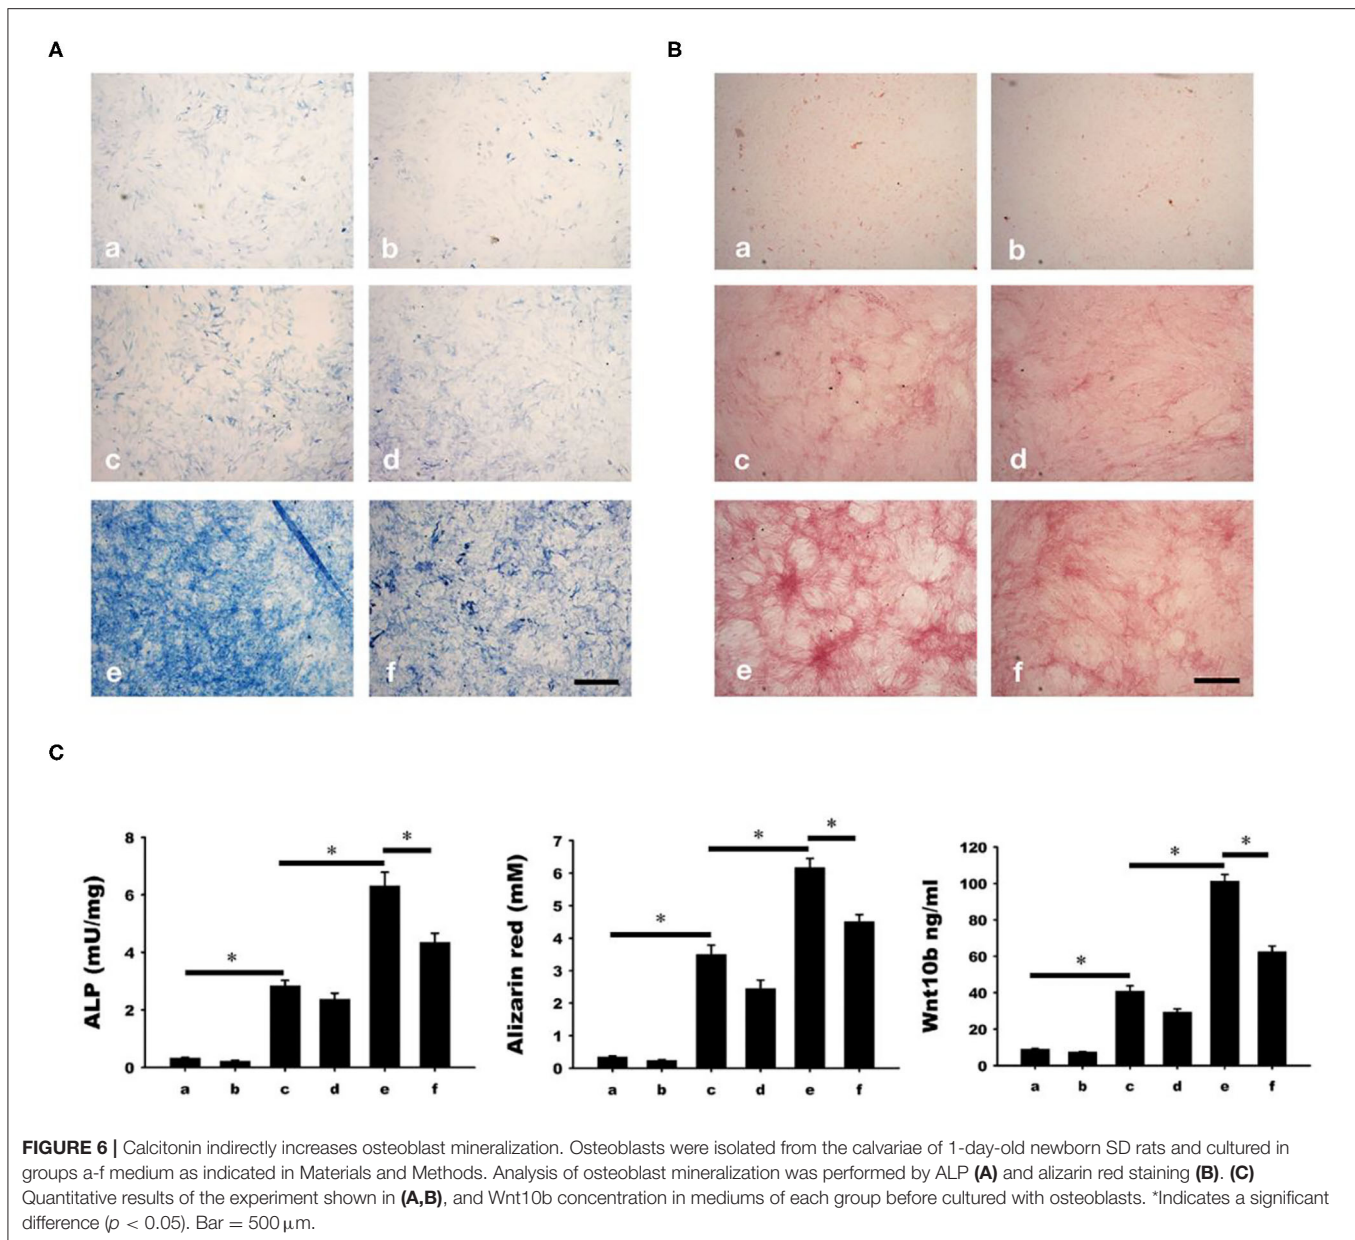 A
B
a
b
a
b
c
d
c
d
e
f
e
f
C
8
6
4
2
0
ALP (mU/mg)
*
*
*
a b c d e f
7
6
5
4
3
2
1
0
Alizarin red (mM)
*
*
*
a b c d e f
120
100
80
60
40
20
0
Wnt10b ng/ml
*
*
*
a b c d e f
FIGURE 6 | Calcitonin indirectly increases osteoblast mineralization. Osteoblasts were isolated from the calvariae of 1-day-old newborn SD rats and cultured in
groups a-f medium as indicated in Materials and Methods. Analysis of osteoblast mineralization was performed by ALP (A) and alizarin red staining (B). (C)
Quantitative results of the experiment shown in (A,B), and Wnt10b concentration in mediums of each group before cultured with osteoblasts. *Indicates a significant
difference (p < 0.05). Bar = 500 μm.